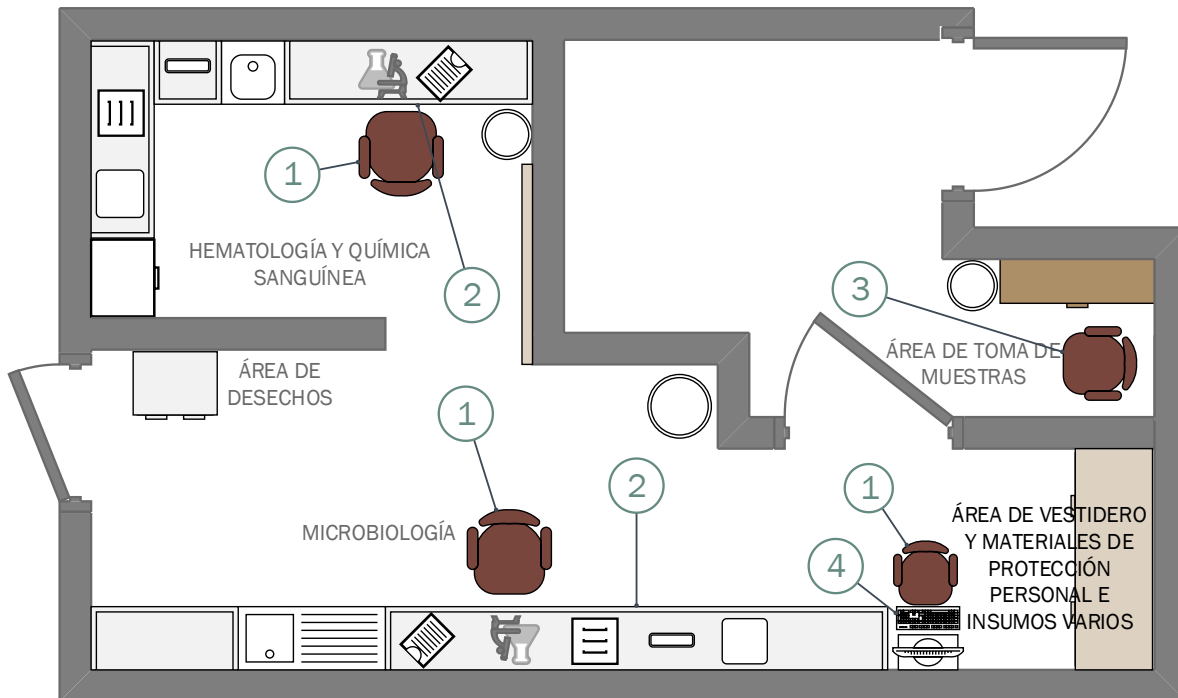 1
HEMATOLOGÍA Y QUÍMICA
SANGUÍNEA
2
3
ÁREA DE TOMA DE
MUESTRAS
ÁREA DE
DESECHOS
1
MICROBIOLOGÍA
2
1
4
ÁREA DE VESTIDERO
Y MATERIALES DE
PROTECCIÓN
PERSONAL E
INSUMOS VARIOS